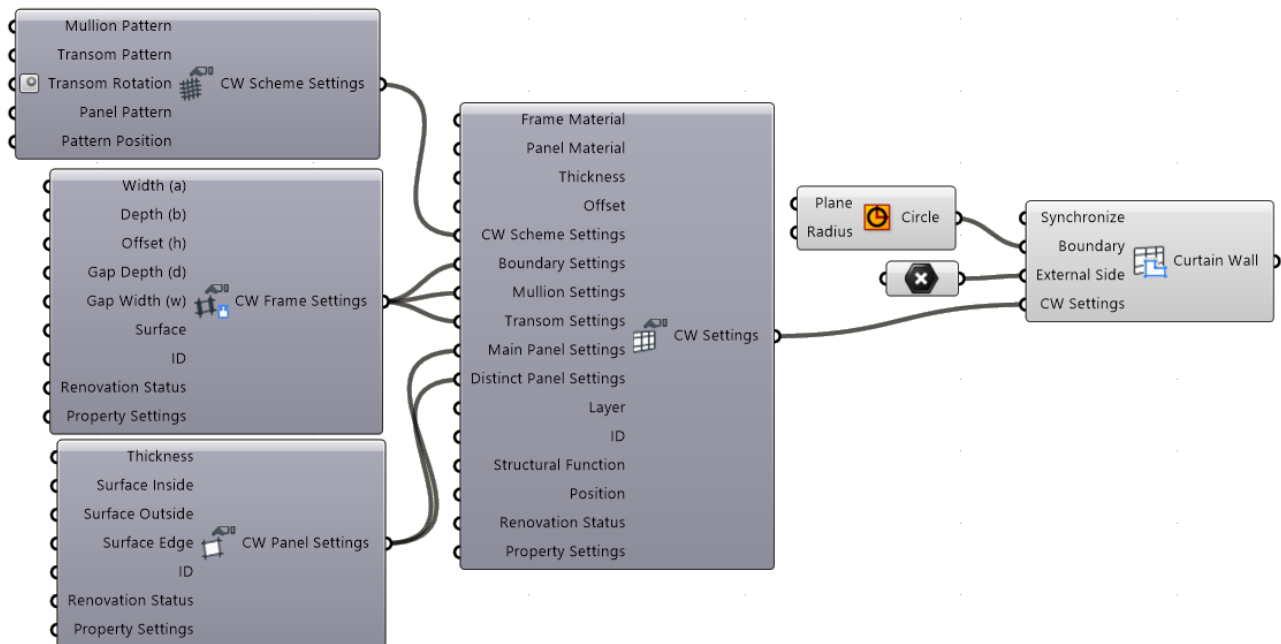 Mullion Pattern
Transom Pattern
Transom Rotation
Panel Pattern
Pattern Position
CW Scheme Settings
Width (a)
Depth (b)
Offset (h)
Gap Depth (d)
Gap Width (w)
Surface
ID
Renovation Status
Property Settings
CW Frame Settings
Thickness
Surface Inside
Surface Outside
Surface Edge
ID
Renovation Status
Property Settings
CW Panel Settings
Frame Material
Panel Material
Thickness
Offset
CW Scheme Settings
Boundary Settings
Mullion Settings
Transom Settings
Main Panel Settings
Distinct Panel Settings
Layer
ID
Structural Function
Position
Renovation Status
Property Settings
CW Settings
Plane
Radius
Circle
Synchronize
Boundary
External Side
CW Settings
Curtain Wall